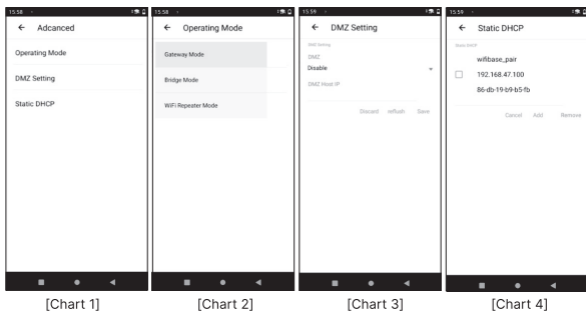 15:58
← Adcanced
Operating Mode
DMZ Setting
Static DHCP
[Chart 1]
15:58
← Operating Mode
Gateway Mode
Bridge Mode
WiFi Repeater Mode
[Chart 2]
15:59
← DMZ Setting
DMZ Setting
DMZ
Disable
DMZ Host IP
Discard reflush Save
[Chart 3]
15:59
← Static DHCP
Static DHCP
wifibase_pair
192.168.47.100
86-db-19-b9-b5-fb
Cancel Add Remove
[Chart 4]